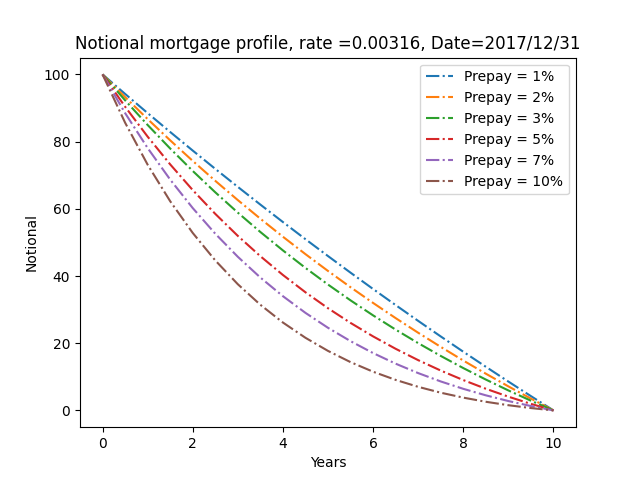 Notional mortgage profile, rate =0.00316, Date=2017/12/31
Prepay = 1%
Prepay = 2%
Prepay = 3%
Prepay = 5%
Prepay = 7%
Prepay = 10%
100
80
60
40
20
0
Notional
0 2 4 6 8 10
Years